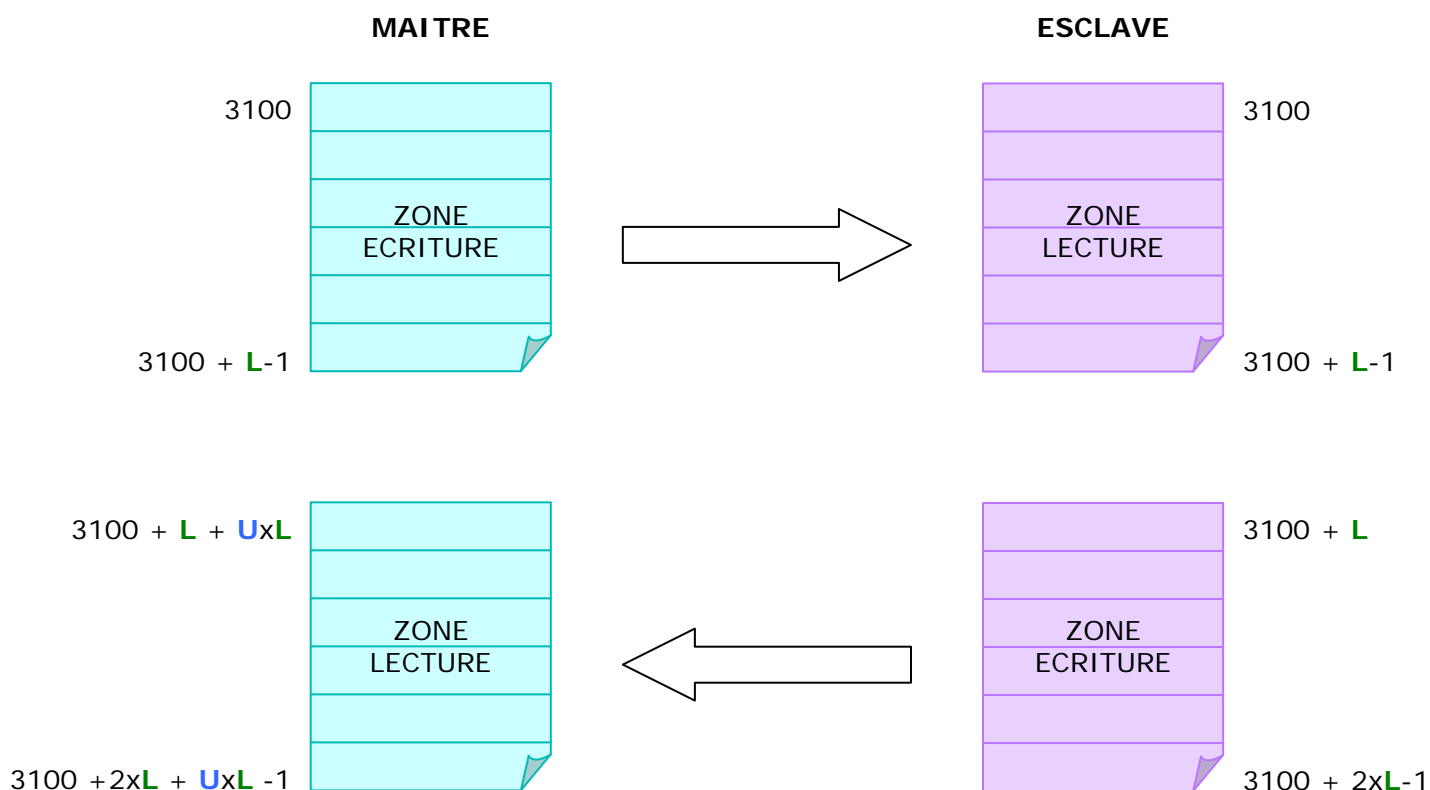 MAITRE ESCLAVE
3100 3100
ZONE ZONE
ECRITURE LECTURE
3100 + L-1 3100 + L-1
3100 + L + UxL 3100 + L
ZONE ZONE
LECTURE ECRITURE
3100 +2xL + UxL -1 3100 + 2xL-1